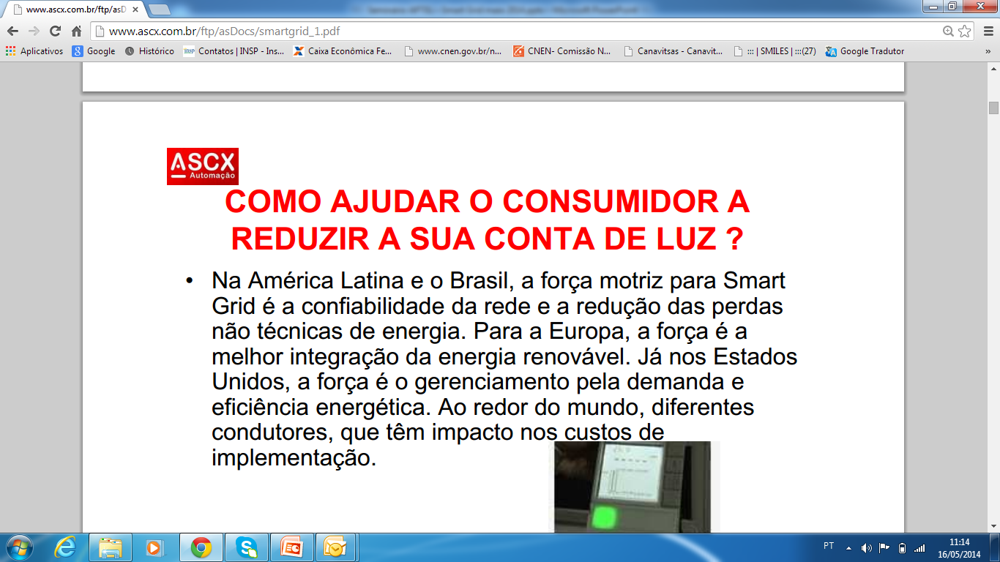 www.ascx.com.br/ftp/asD
www.ascx.com.br/ftp/asDocs/smartgrid_1.pdf
Aplicativos
Google
Histórico
Contatos | INSP - Ins...
Caixa Econômica Fe...
www.cnen.gov.br/n...
CNEN- Comissão N...
Canavitsas - Canavit...
::: | SMILES | :::(27)
Google Tradutor
»
ASCX
Automação
COMO AJUDAR O CONSUMIDOR A
REDUZIR A SUA CONTA DE LUZ ?
• Na América Latina e o Brasil, a força motriz para Smart
Grid é a confiabilidade da rede e a redução das perdas
não técnicas de energia. Para a Europa, a força é a
melhor integração da energia renovável. Já nos Estados
Unidos, a força é o gerenciamento pela demanda e
eficiência energética. Ao redor do mundo, diferentes
condutores, que têm impacto nos custos de
implementação.
PT
11:14
16/05/2014